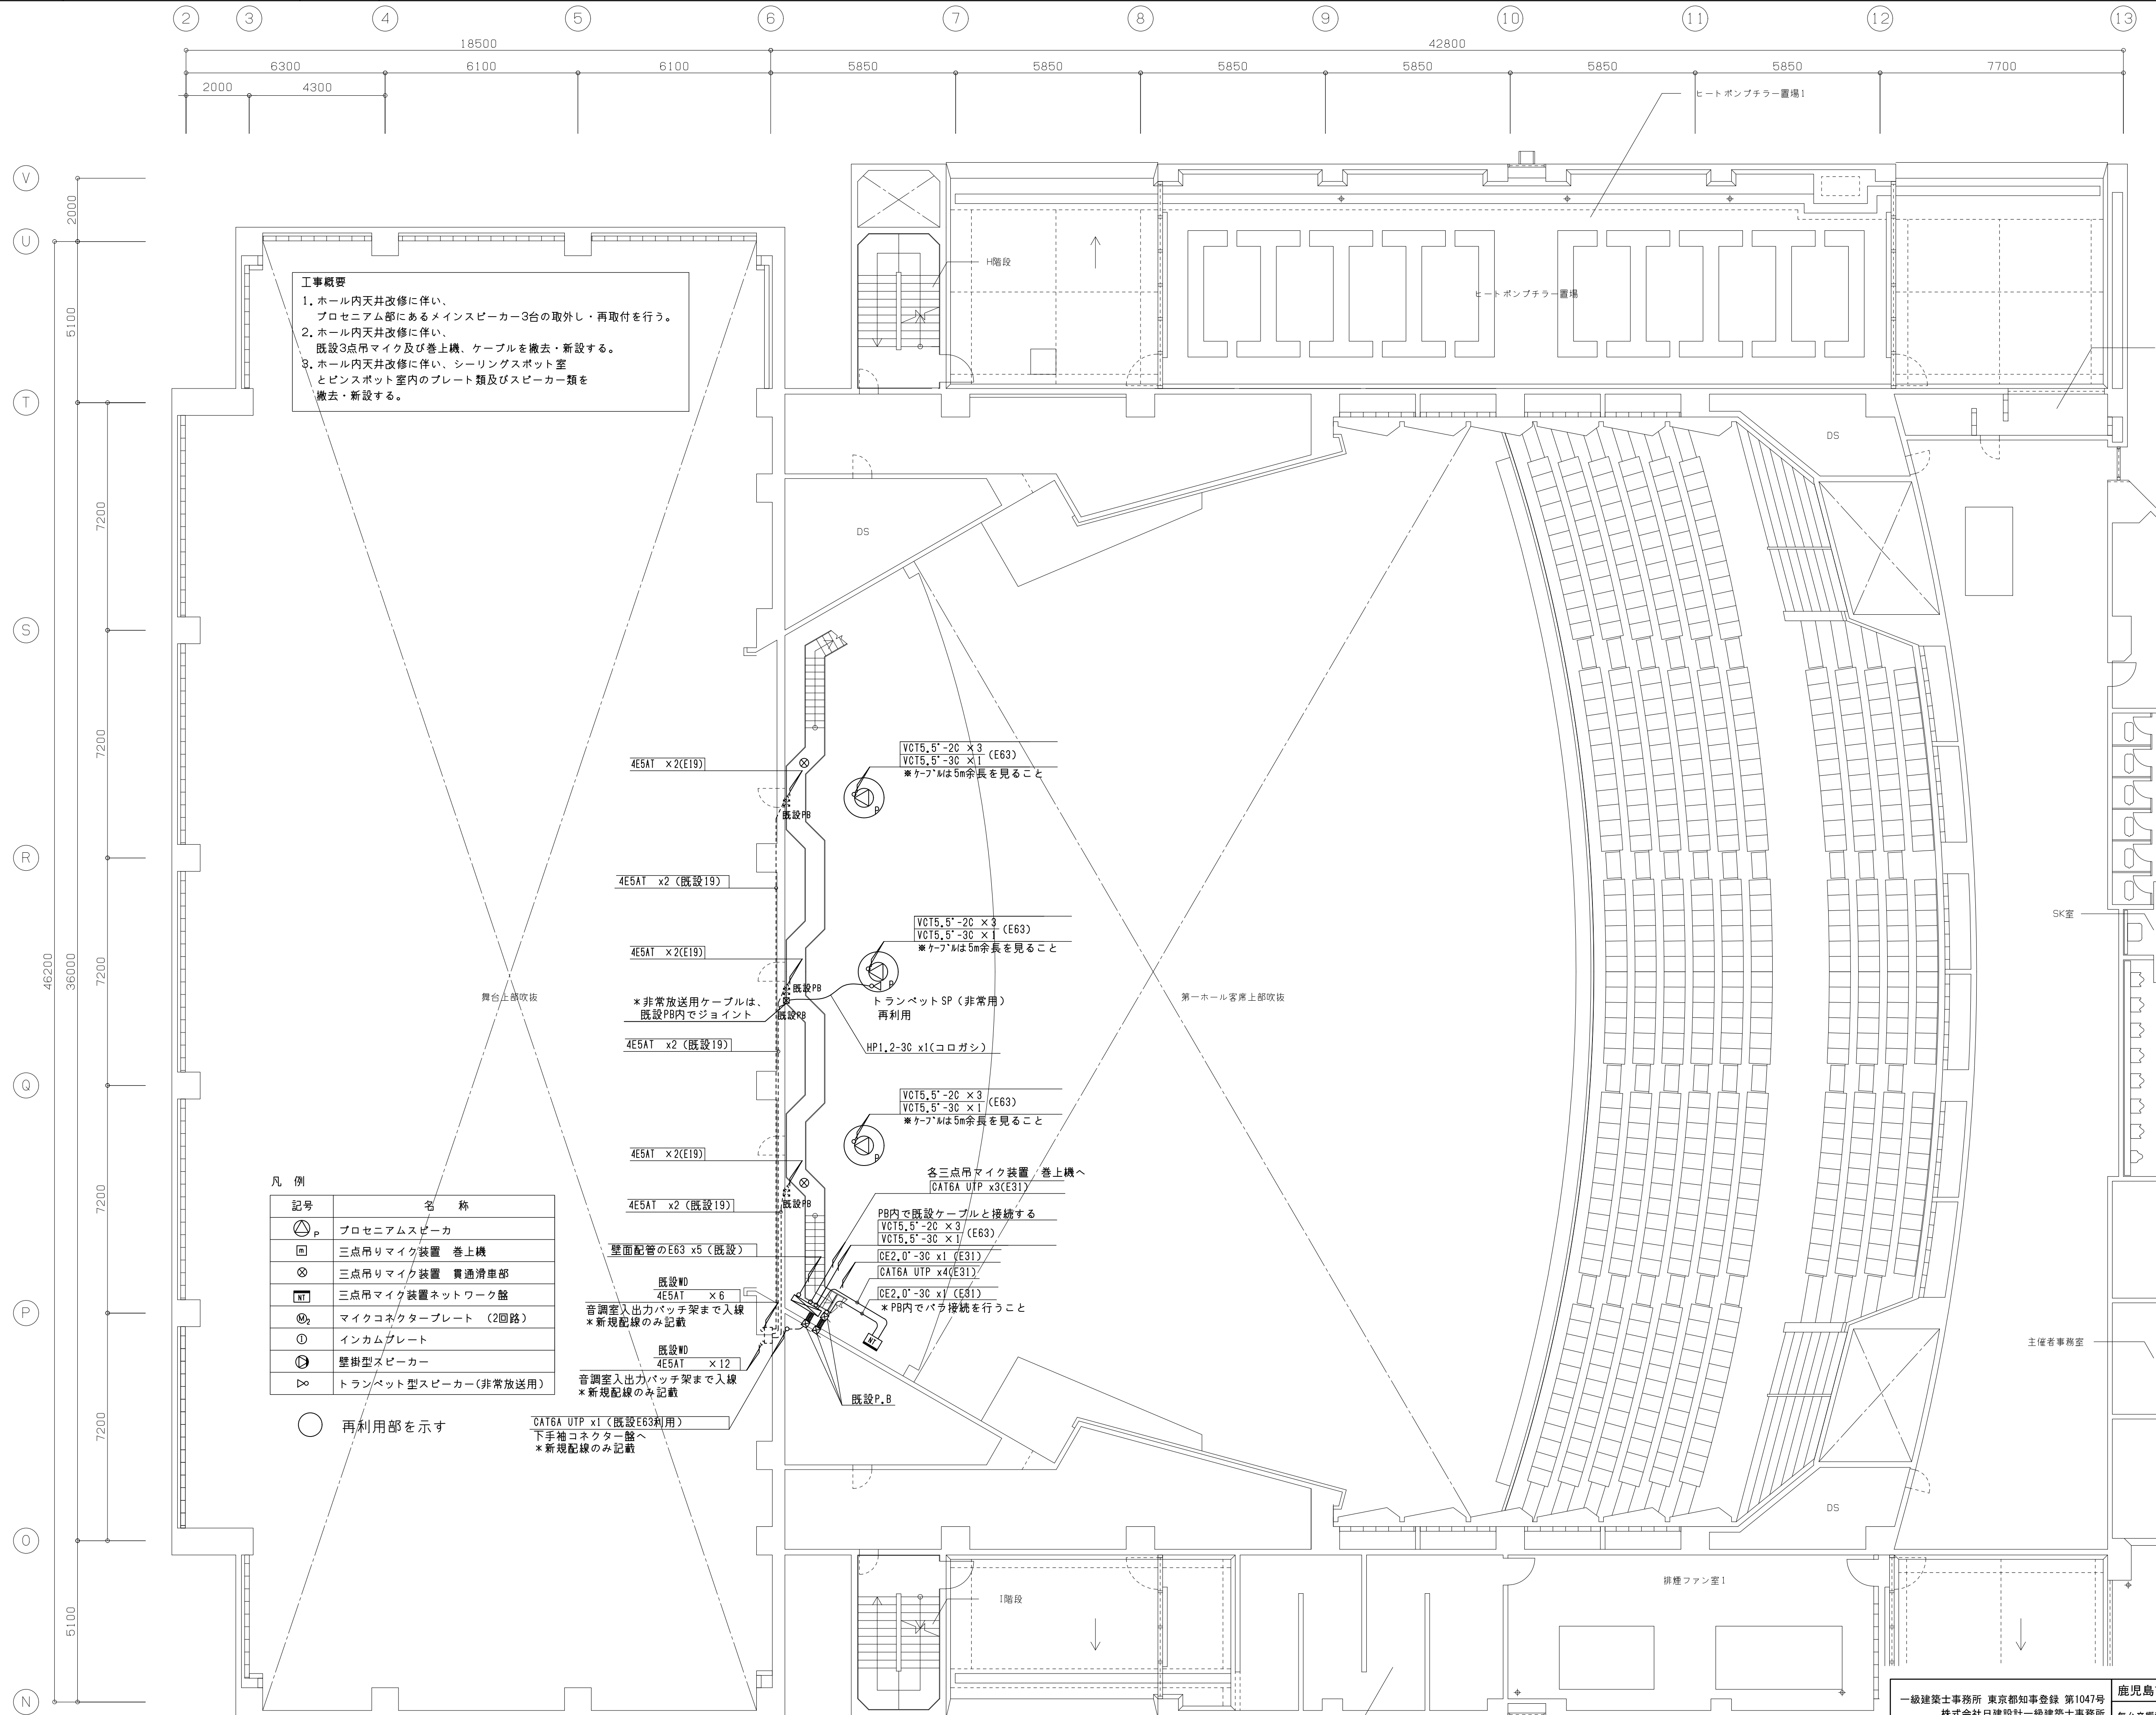 2 3 4 5 6 7 8 9 10 11 12 13
18500 42800
6300 6100 6100 5850 5850 5850 5850 5850 5850 7700
2000 4300
ヒートポンプチラー置場1
V
2000
U
5100
T
7200
S
7200
R
7200
46200
36000
Q
7200
P
7200
O
5100
N
工事概要
1. ホール内天井改修に伴い、
プロセニアム部にあるメインスピーカー3台の取外し・再取付を行う。
2. ホール内天井改修に伴い、
既設3点吊マイク及び巻上機、ケーブルを撤去・新設する。
3. ホール内天井改修に伴い、シーリングスポット室
とピンスポット室内のプレート類及びスピーカー類を
撤去・新設する。
H階段
ヒートポンプチラー置場
DS
DS
4E5AT ×2(E19)
VCT5.5゜-2C ×3
VCT5.5゜-3C ×1
(E63)
※ケーブルは5m余長を見ること
P
既設PB
4E5AT x2 (既設19)
VCT5.5゜-2C ×3
VCT5.5゜-3C ×1
(E63)
※ケーブルは5m余長を見ること
P
SK室
4E5AT ×2(E19)
既設PB
舞台上部吹抜
第一ホール客席上部吹抜
*非常放送用ケーブルは、
既設PB内でジョイント
既設PB
トランペットSP (非常用)
再利用
4E5AT x2 (既設19)
HP1.2-3C x1(コロガシ)
VCT5.5゜-2C ×3
VCT5.5゜-3C ×1
(E63)
※ケーブルは5m余長を見ること
P
4E5AT ×2(E19)
各三点吊マイク装置 巻上機へ
CAT6A UTP x3(E31)
4E5AT x2 (既設19)
既設PB
PB内で既設ケーブルと接続する
VCT5.5゜-2C ×3
VCT5.5゜-3C ×1
(E63)
壁面配管のE63 x5 (既設)
CE2.0゜-3C x1 (E31)
CAT6A UTP x4(E31)
CE2.0゜-3C x1 (E31)
*PB内でパラ接続を行うこと
既設WD
4E5AT ×6
音調室入出力パッチ架まで入線
*新規配線のみ記載
NT
既設WD
4E5AT ×12
音調室入出力パッチ架まで入線
*新規配線のみ記載
既設P.B
CAT6A UTP x1 (既設E63利用)
下手袖コネクター盤へ
*新規配線のみ記載
主催者事務室
凡 例
記号 名 称
P プロセニアムスピーカ
m 三点吊りマイク装置 巻上機
三点吊りマイク装置 貫通滑車部
NT 三点吊マイク装置ネットワーク盤
M2 マイクコネクタープレート (2回路)
I インカムプレート
壁掛型スピーカー
トランペット型スピーカー(非常放送用)
再利用部を示す
DS
I階段
排煙ファン室1
一級建築士事務所 東京都知事登録 第1047号
株式会社日建設計一級建築士事務所
鹿児島